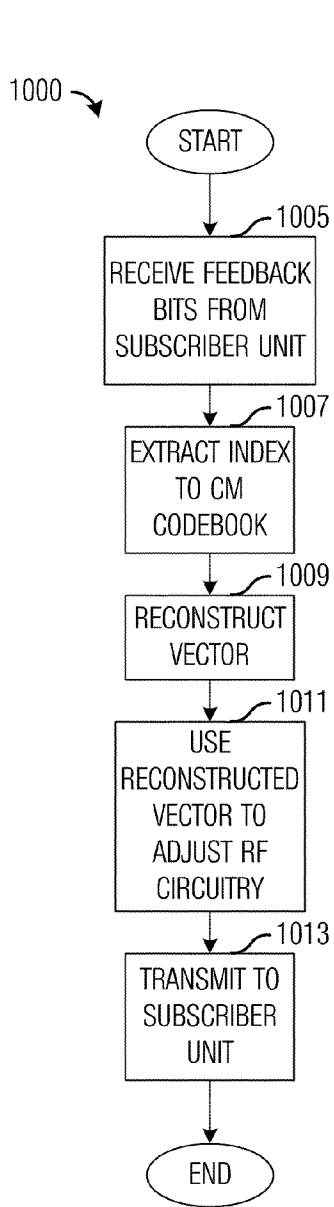 1000
START
1005
RECEIVE FEEDBACK
BITS FROM
SUBSCRIBER UNIT
1007
EXTRACT INDEX
TO CM
CODEBOOK
1009
RECONSTRUCT
VECTOR
1011
USE
RECONSTRUCTED
VECTOR TO
ADJUST RF
CIRCUITRY
1013
TRANSMIT TO
SUBSCRIBER
UNIT
END